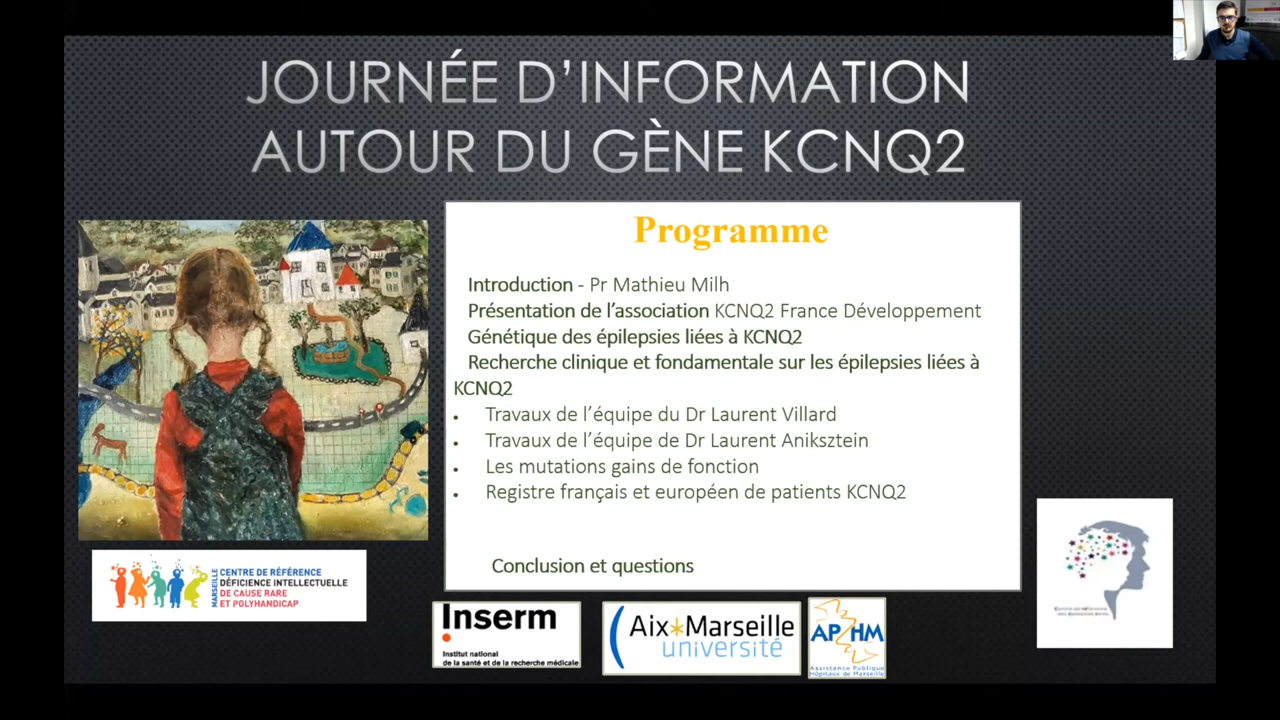 JOURNÉE D'INFORMATION
AUTOUR DU GÈNE KCNQ2
Programme
Introduction - Pr Mathieu Milh
Présentation de l'association KCNQ2 France Développement
Génétique des épilepsies liées à KCNQ2
Recherche clinique et fondamentale sur les épilepsies liées à
KCNQ2
• Travaux de l'équipe du Dr Laurent Villard
• Travaux de l'équipe de Dr Laurent Aniksztein
• Les mutations gains de fonction
• Registre français et européen de patients KCNQ2
Conclusion et questions
MARSEILLE
CENTRE DE RÉFÉRENCE
DÉFICIENCE INTELLECTUELLE
DE CAUSE RARE
ET POLYHANDICAP
Inserm
Institut national
de la santé et de la recherche médicale
Aix*Marseille
université
AP HM
Assistance Publique
Hôpitaux de Marseille